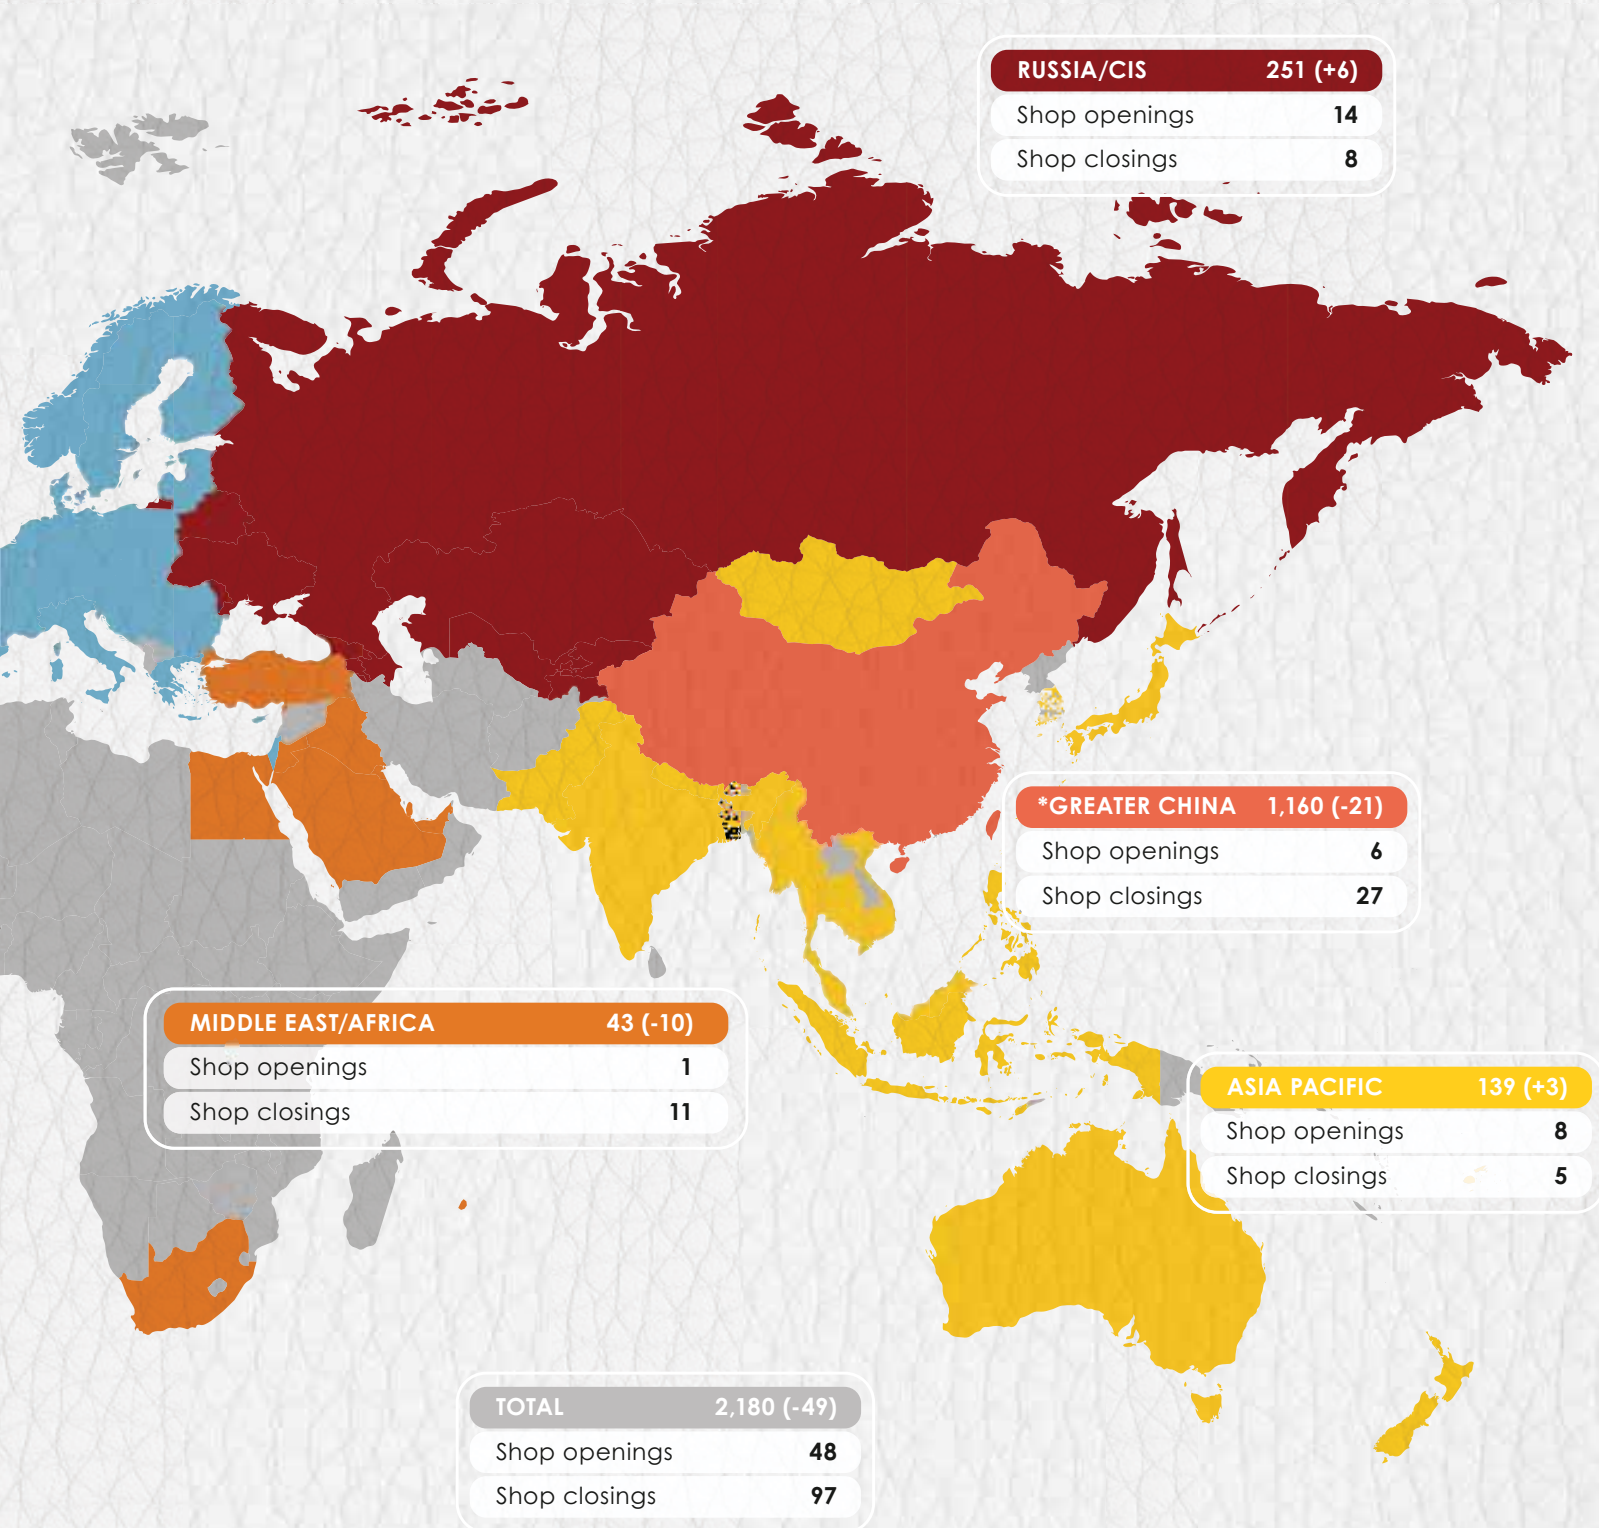 RUSSIA/CIS 251 (+6)
Shop openings 14
Shop closings 8
*GREATER CHINA 1,160 (-21)
Shop openings 6
Shop closings 27
MIDDLE EAST/AFRICA 43 (-10)
Shop openings 1
Shop closings 11
ASIA PACIFIC 139 (+3)
Shop openings 8
Shop closings 5
TOTAL 2,180 (-49)
Shop openings 48
Shop closings 97